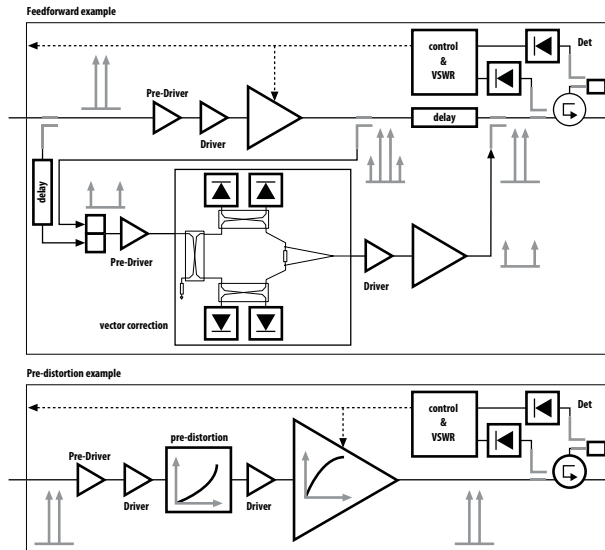 Feedforward example
control
&
VSWR
Det
Pre-Driver
Driver
delay
delay
Pre-Driver
Driver
vector correction
Pre-distortion example
control
&
VSWR
Det
pre-distortion
Pre-Driver
Driver
Driver